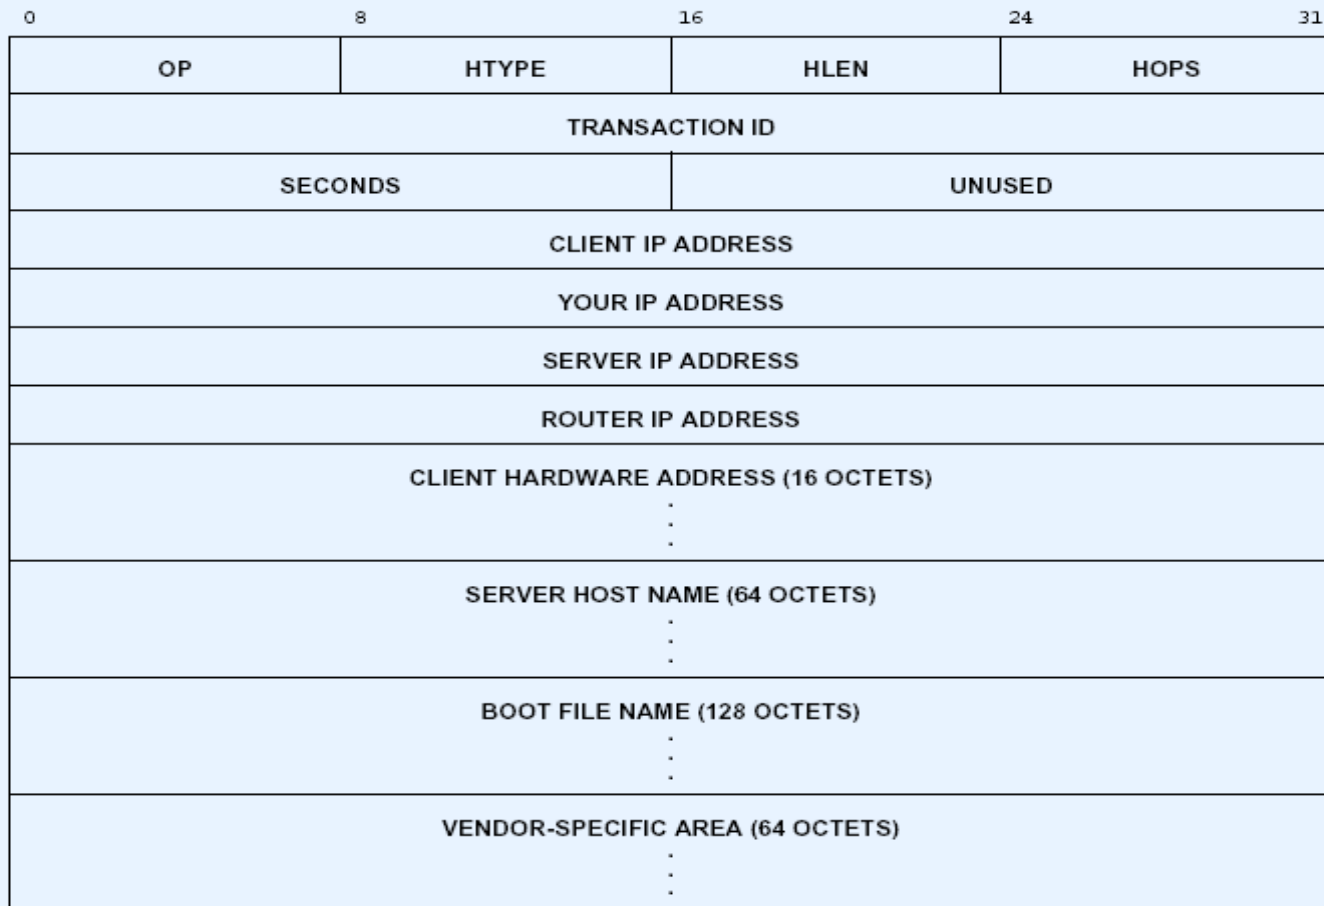 0 8 16 24 31
OP HTYPE HLEN HOPS
TRANSACTION ID
SECONDS UNUSED
CLIENT IP ADDRESS
YOUR IP ADDRESS
SERVER IP ADDRESS
ROUTER IP ADDRESS
CLIENT HARDWARE ADDRESS (16 OCTETS)
.
.
.
SERVER HOST NAME (64 OCTETS)
.
.
.
BOOT FILE NAME (128 OCTETS)
.
.
.
VENDOR-SPECIFIC AREA (64 OCTETS)
.
.
.